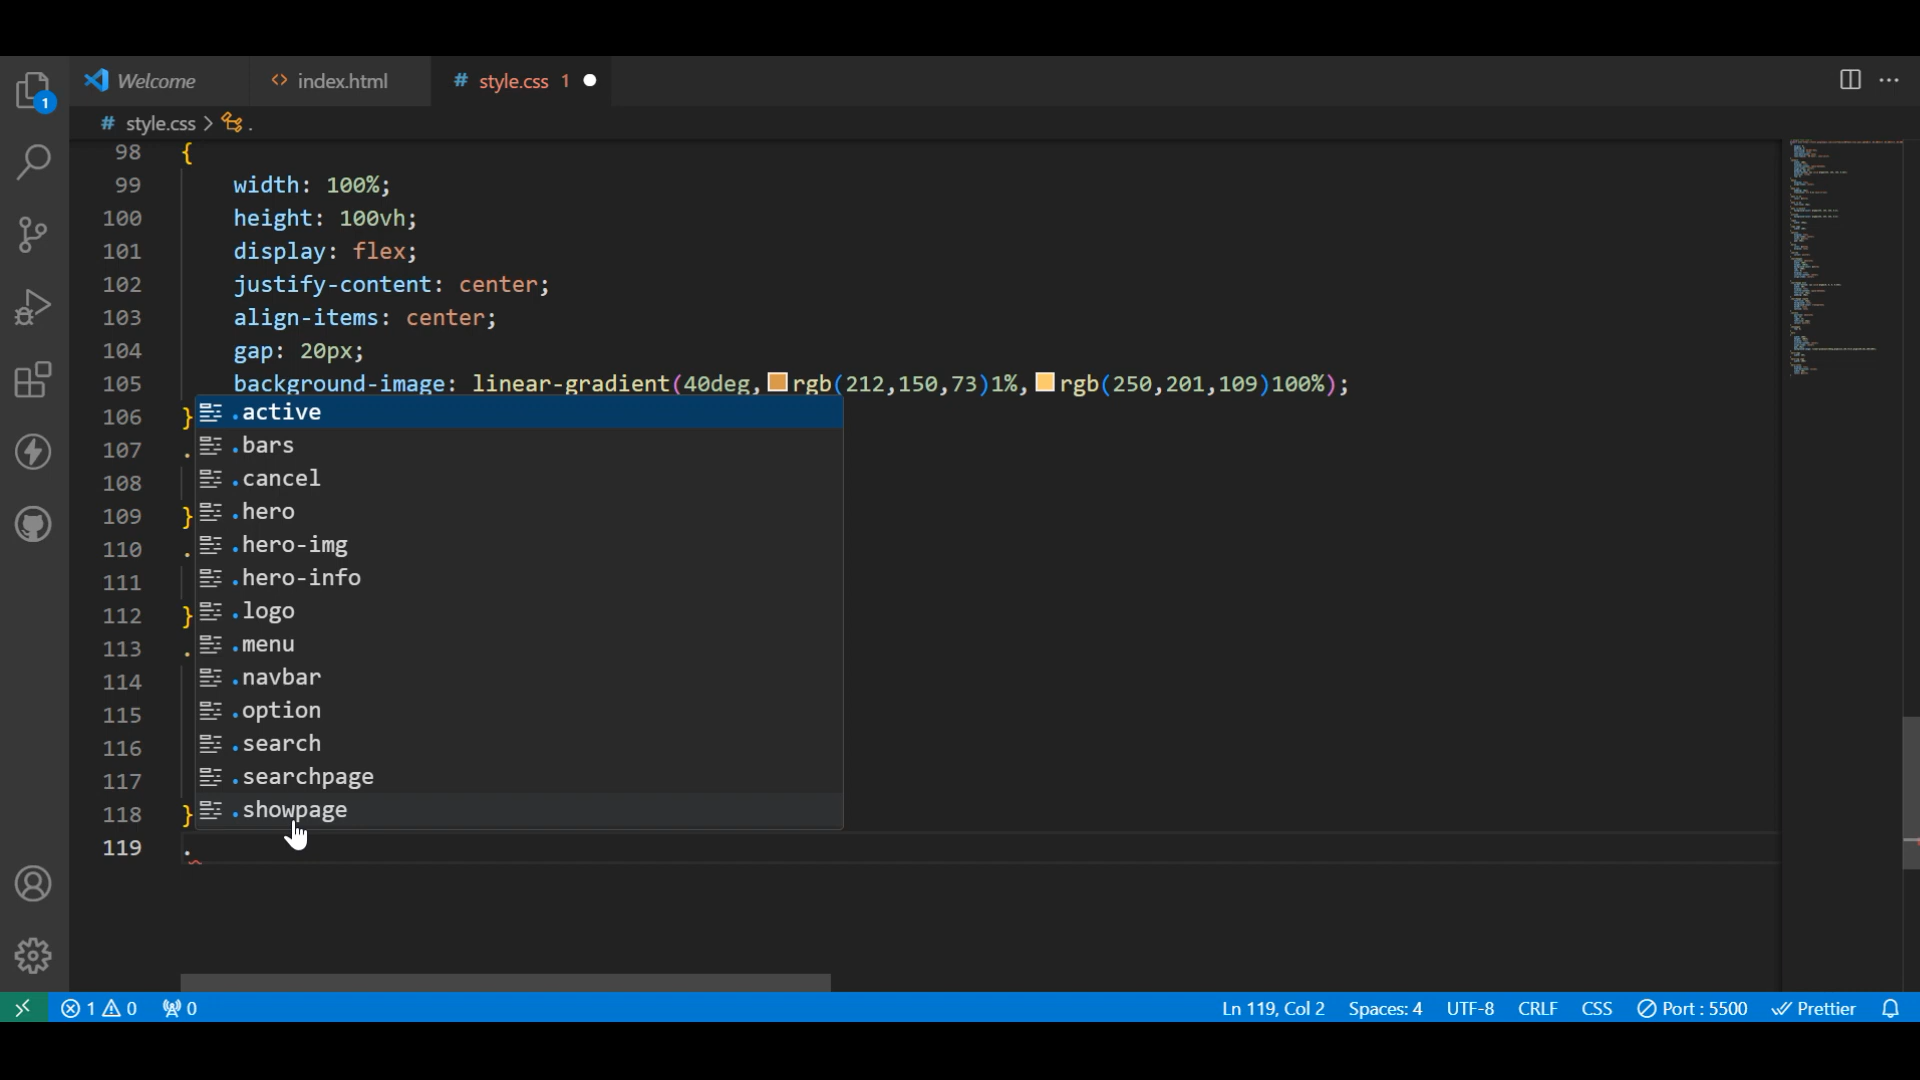 1
Welcome
<> index.html
# style.css 1
# style.css > .
98 {
99 width: 100%;
100 height: 100vh;
101 display: flex;
102 justify-content: center;
103 align-items: center;
104 gap: 20px;
105 background-image: linear-gradient(40deg,rgb(212,150,73)1%,rgb(250,201,109)100%);
106 } .active
107 . .bars
108 .cancel
109 } .hero
110 . .hero-img
111 .hero-info
112 } .logo
113 . .menu
114 .navbar
115 .option
116 .search
117 .searchpage
118 } .showpage
119 .
1 0 0 Ln 119, Col 2 Spaces: 4 UTF-8 CRLF CSS Port : 5500 Prettier